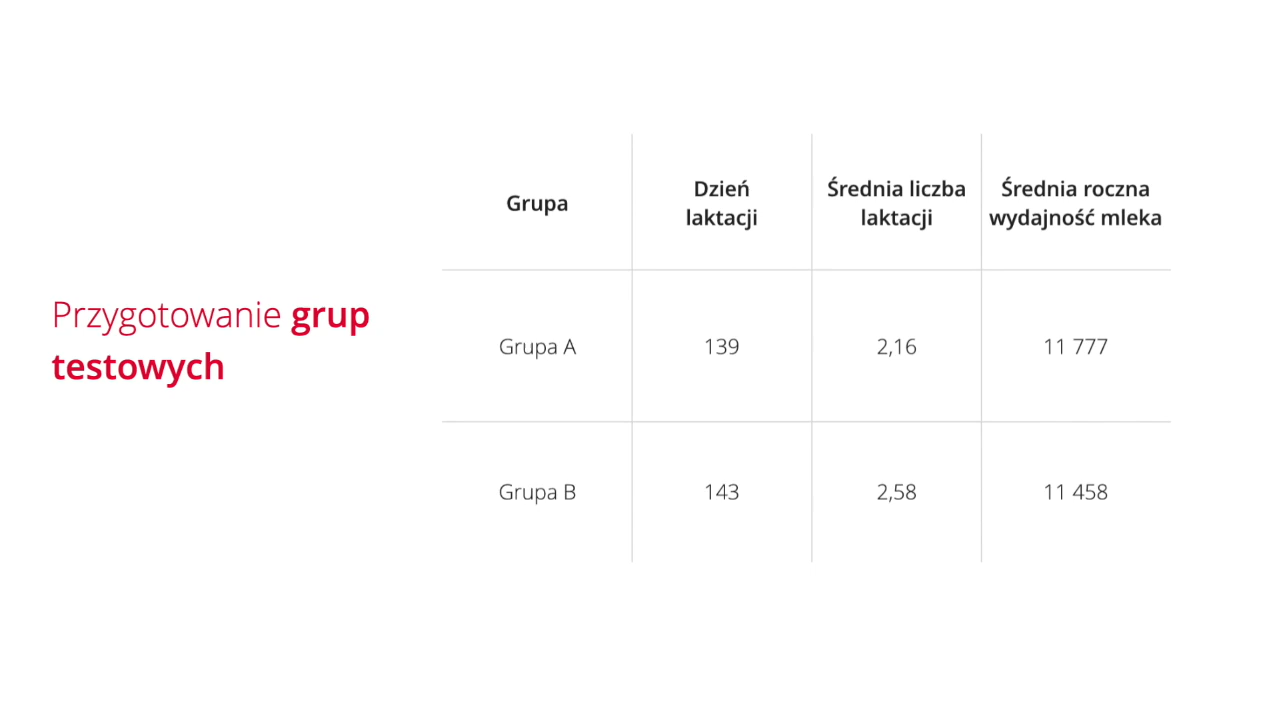 Przygotowanie grup
testowych
Grupa
Dzień
laktacji
Średnia liczba
laktacji
Średnia roczna
wydajność mleka
Grupa A
139
2,16
11 777
Grupa B
143
2,58
11 458